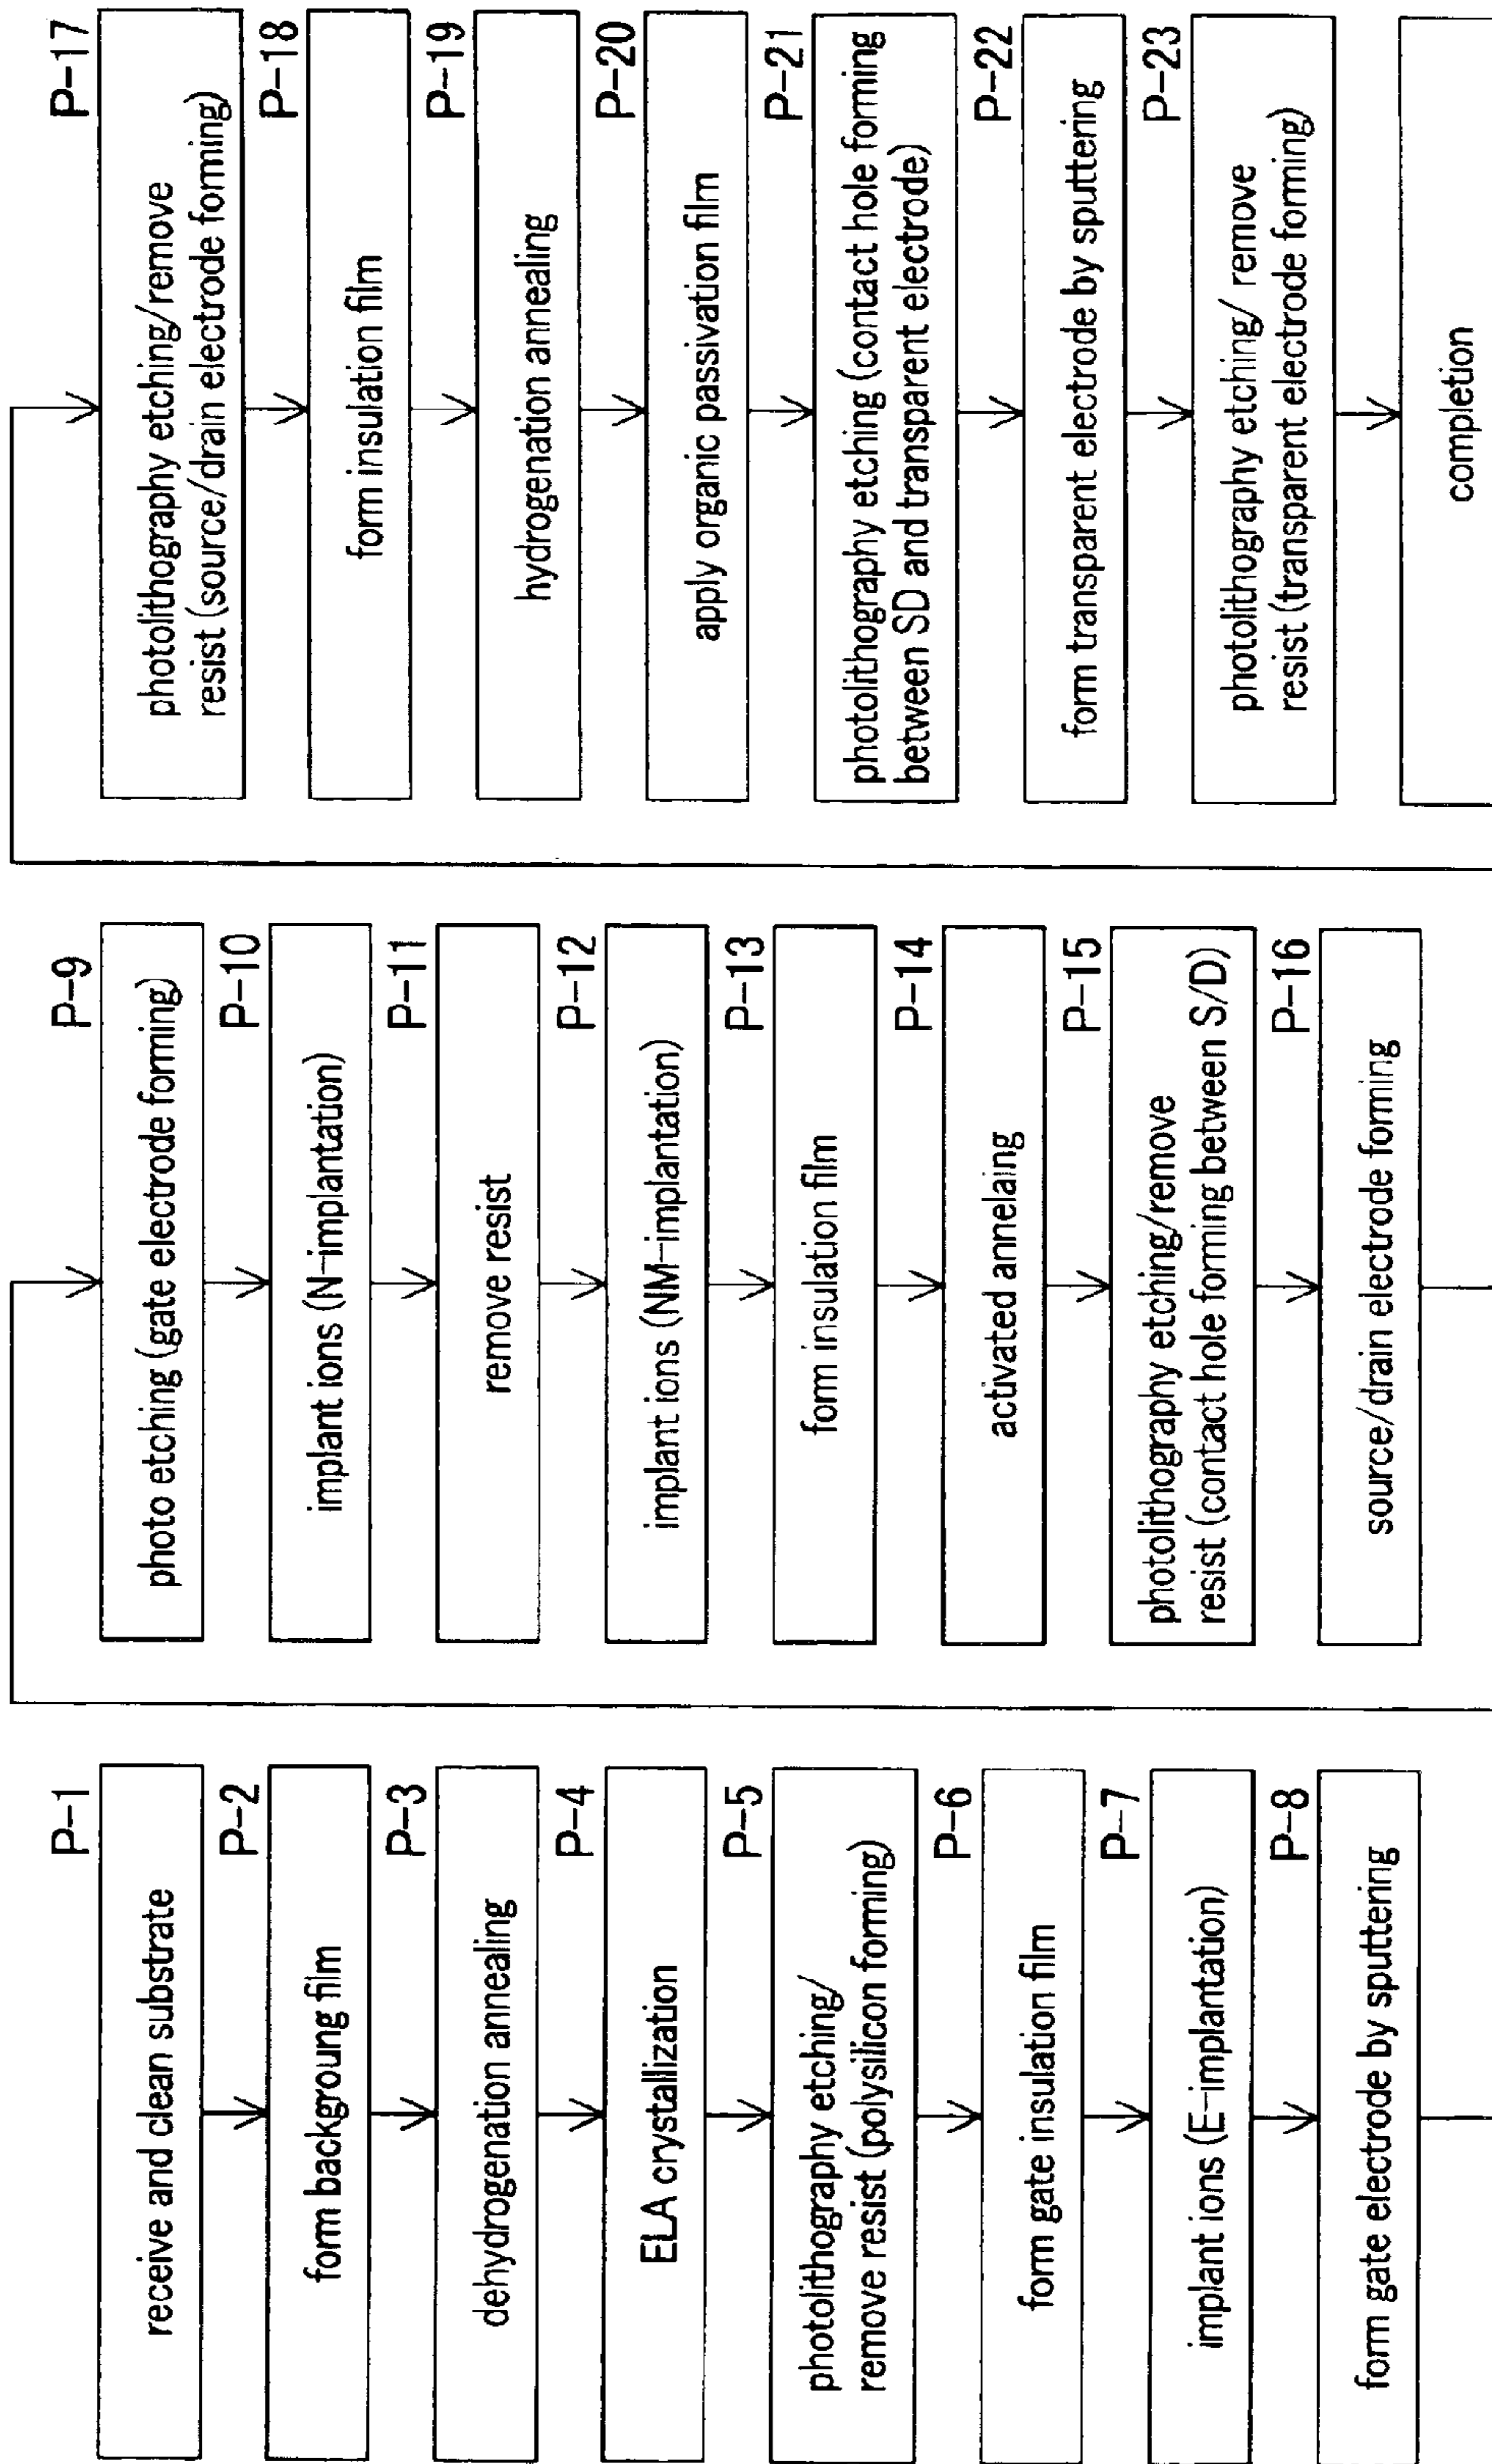 P-1
receive and clean substrate
P-2
form backgroung film
P-3
dehydrogenation annealing
P-4
ELA crystallization
P-5
photolithography etching/
remove resist (polysilicon forming)
P-6
form gate insulation film
P-7
implant ions (E-implantation)
P-8
form gate electrode by sputtering
P-9
photo etching (gate electrode forming)
P-10
implant ions (N-implantation)
P-11
remove resist
P-12
implant ions (NM-implantation)
P-13
form insulation film
P-14
activated annelaing
P-15
photolithography etching/remove
resist (contact hole forming between S/D)
P-16
source/drain electrode forming
P-17
photolithography etching/remove
resist (source/drain electrode forming)
P-18
form insulation film
P-19
hydrogenation annealing
P-20
apply organic passivation film
P-21
photolithography etching (contact hole forming
between SD and transparent electrode)
P-22
form transparent electrode by sputtering
P-23
photolithography etching/ remove
resist (transparent electrode forming)
completion